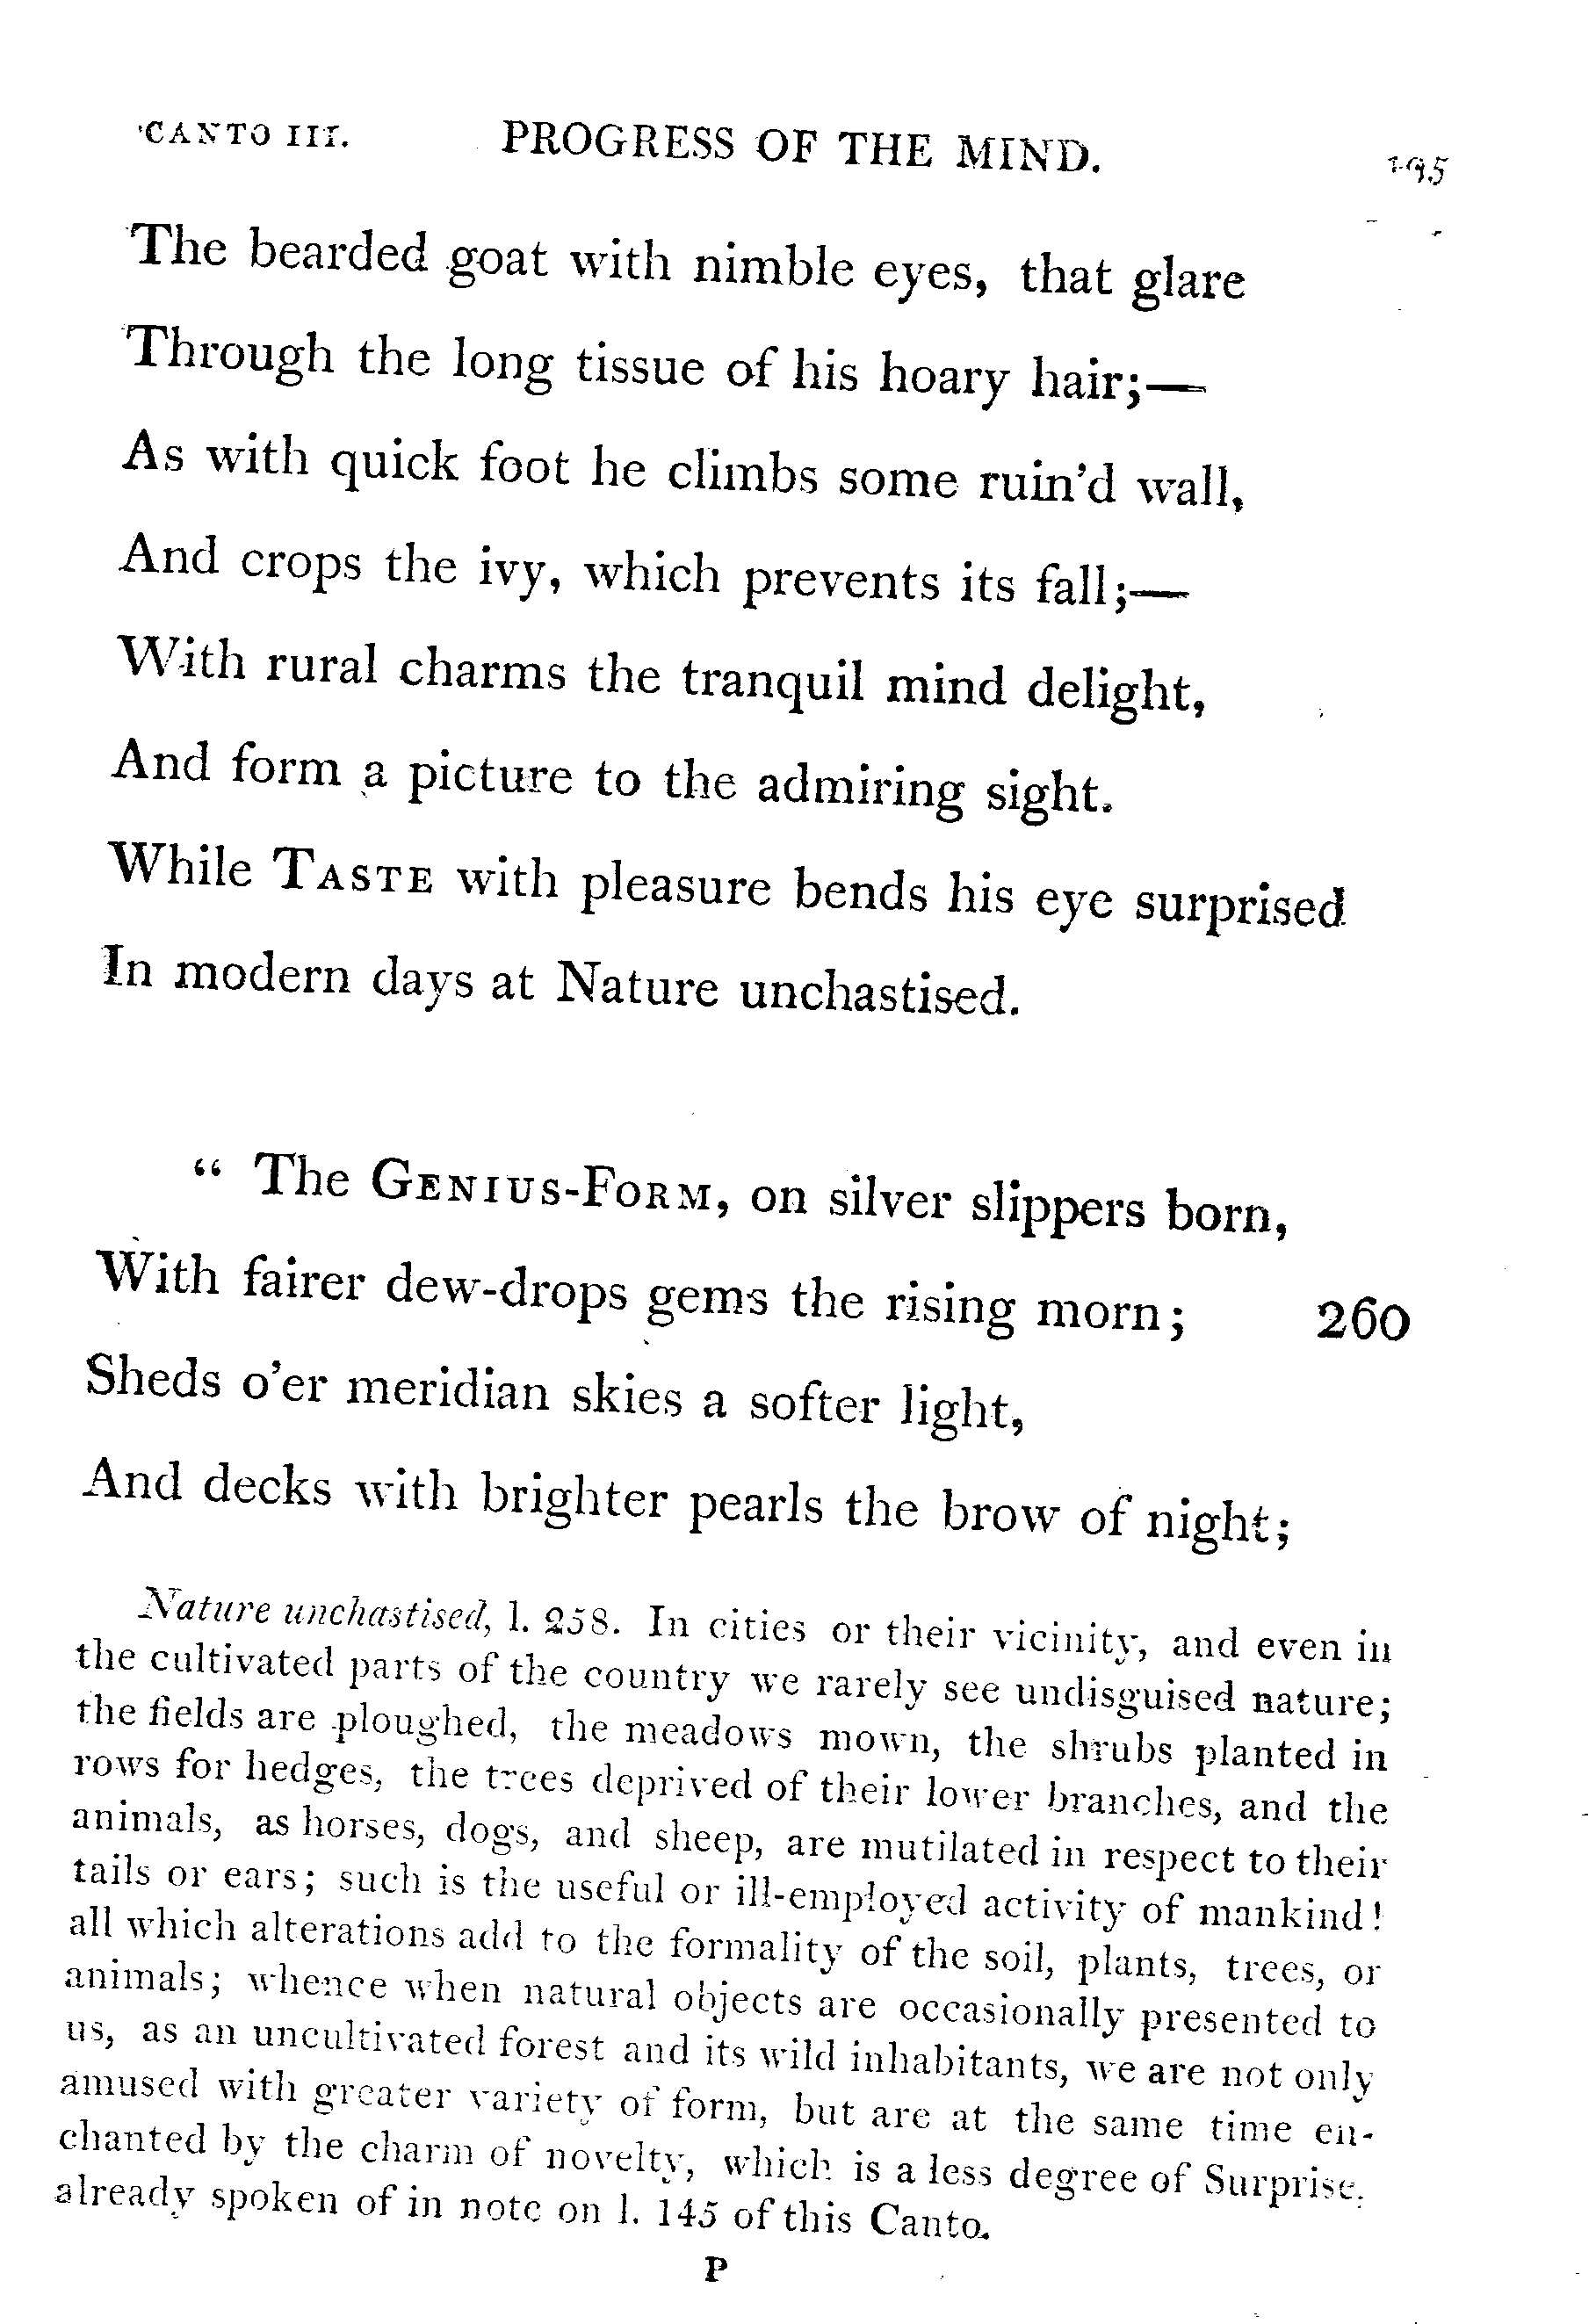 CANTO III. PROGRESS OF THE MIND. 195
The bearded goat with nimble eyes, that glare
Through the long tissue of his hoary hair;—
As with quick foot he climbs some ruin'd wall,
And crops the ivy, which prevents its fall;—
With rural charms the tranquil mind delight,
And form a picture to the admiring sight.
While TASTE with pleasure bends his eye surprised
In modern days at Nature unchastised.
“ The GENIUS-FORM, on silver slippers born,
With fairer dew-drops gems the rising morn; 260
Sheds o'er meridian skies a softer light,
And decks with brighter pearls the brow of night;
Nature unchastised, l. 258. In cities or their vicinity, and even in
the cultivated parts of the country we rarely see undisguised nature;
the fields are ploughed, the meadows mown, the shrubs planted in
rows for hedges, the trees deprived of their lower branches, and the
animals, as horses, dogs, and sheep, are mutilated in respect to their
tails or ears; such is the useful or ill-employed activity of mankind!
all which alterations add to the formality of the soil, plants, trees, or
animals; whence when natural objects are occasionally presented to
us, as an uncultivated forest and its wild inhabitants, we are not only
amused with greater variety of form, but are at the same time en-
chanted by the charm of novelty, which is a less degree of Surprise,
already spoken of in note on l. 145 of this Canto.
P